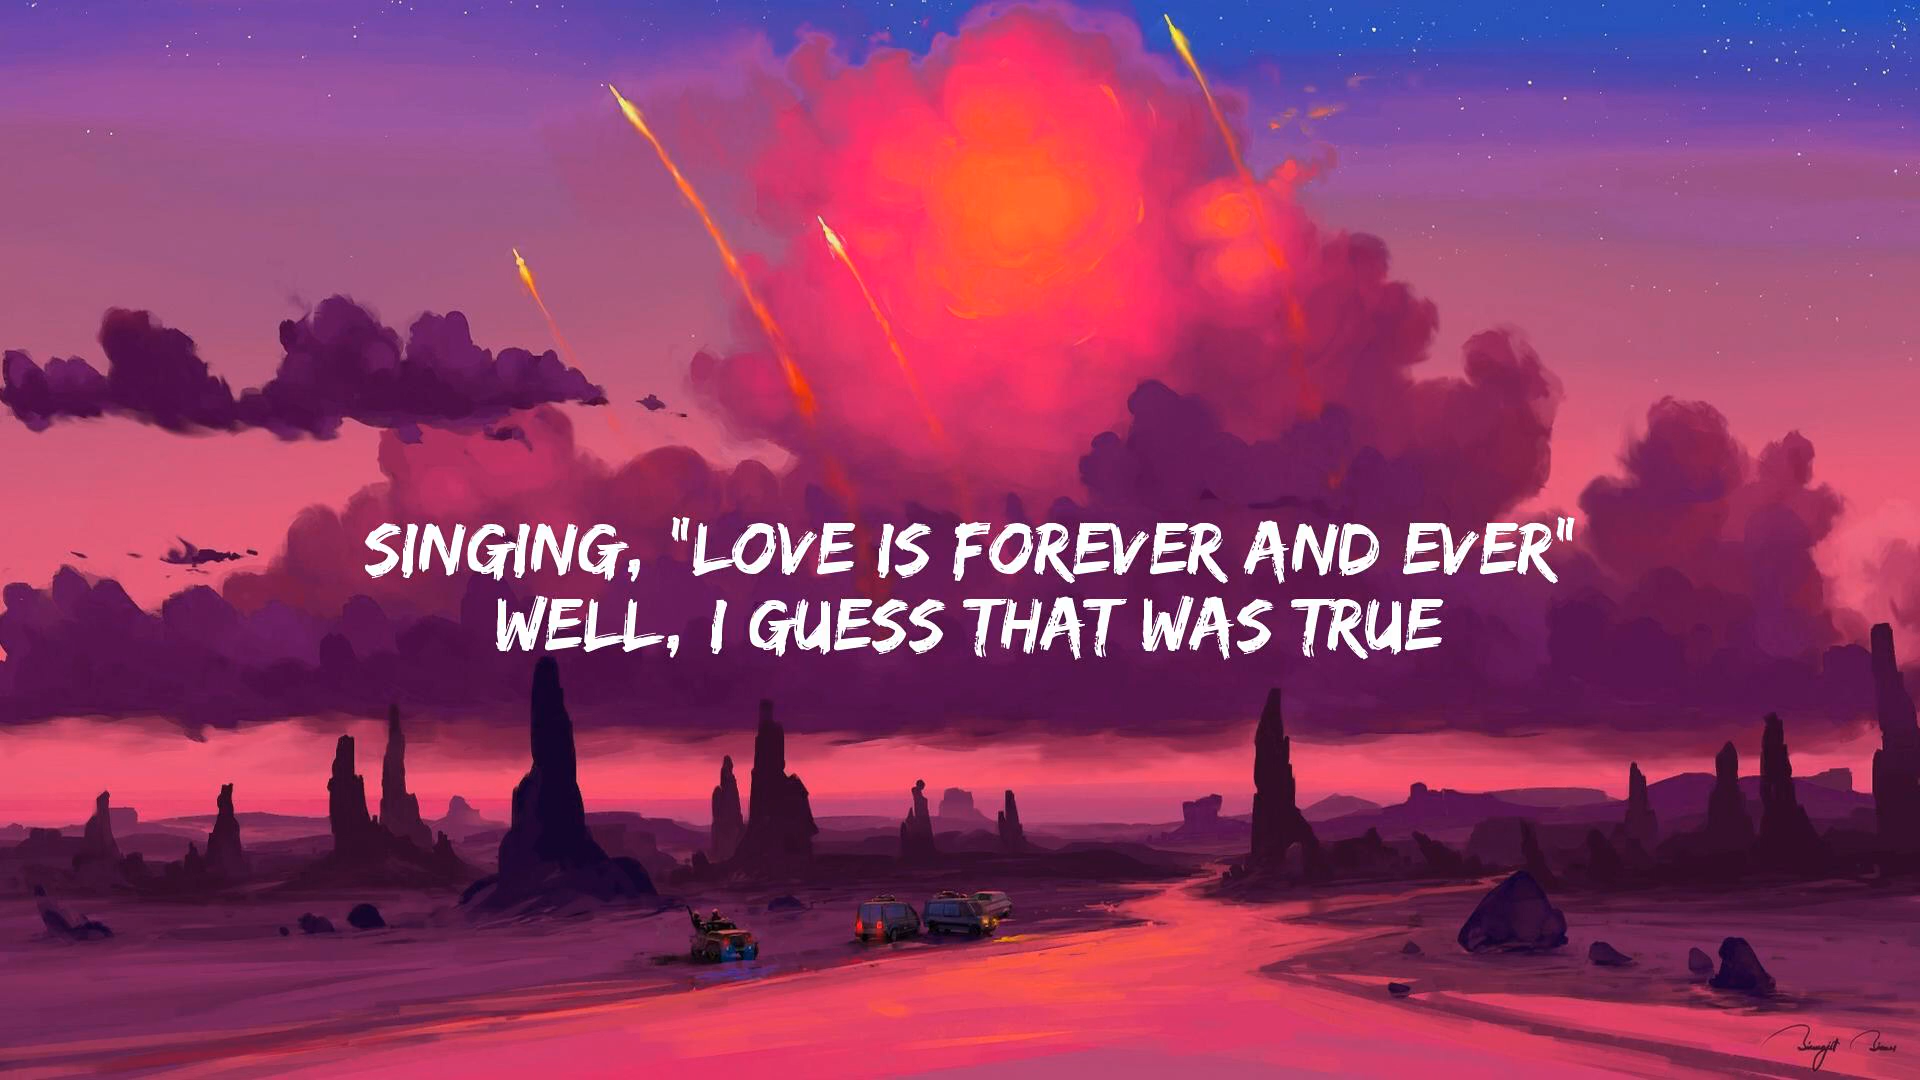 SINGING, "LOVE IS FOREVER AND EVER"
WELL, I GUESS THAT WAS TRUE